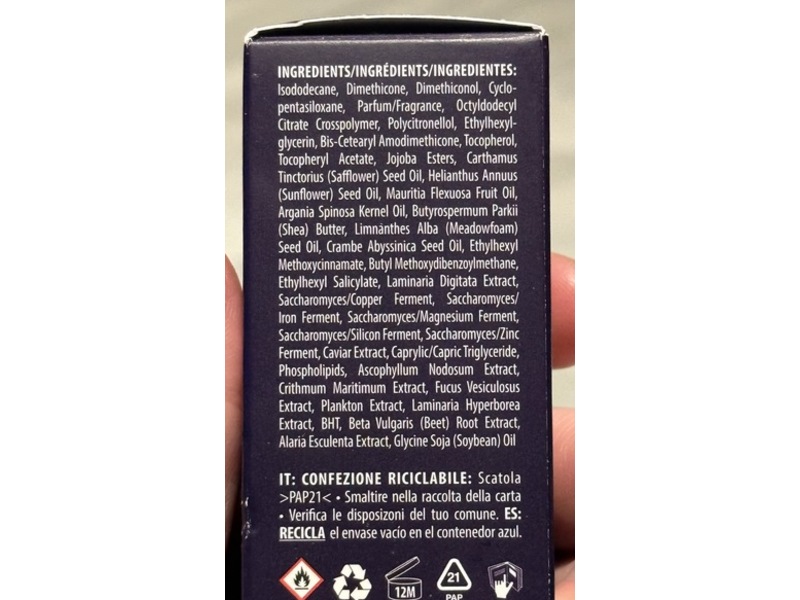 INGREDIENTS/INGRÉDIENTS/INGREDIENTES:
Isododecane, Dimethicone, Dimethiconol, Cyclo-
pentasiloxane, Parfum/Fragrance, Octyldodecyl
Citrate Crosspolymer, Polycitronellol, Ethylhexyl-
glycerin, Bis-Cetearyl Amodimethicone, Tocopherol,
Tocopheryl Acetate, Jojoba Esters, Carthamus
Tinctorius (Safflower) Seed Oil, Helianthus Annuus
(Sunflower) Seed Oil, Mauritia Flexuosa Fruit Oil,
Argania Spinosa Kernel Oil, Butyrospermum Parkii
(Shea) Butter, Limnanthes Alba (Meadowfoam)
Seed Oil, Crambe Abyssinica Seed Oil, Ethylhexyl
Methoxycinnamate, Butyl Methoxydibenzoylmethane,
Ethylhexyl Salicylate, Laminaria Digitata Extract,
Saccharomyces/Copper Ferment, Saccharomyces/
Iron Ferment, Saccharomyces/Magnesium Ferment,
Saccharomyces/Silicon Ferment, Saccharomyces/Zinc
Ferment, Caviar Extract, Caprylic/Capric Triglyceride,
Phospholipids, Ascophyllum Nodosum Extract,
Crithmum Maritimum Extract, Fucus Vesiculosus
Extract, Plankton Extract, Laminaria Hyperborea
Extract, BHT, Beta Vulgaris (Beet) Root Extract,
Alaria Esculenta Extract, Glycine Soja (Soybean) Oil
IT: CONFEZIONE RICICLABILE: Scatola
>PAP21< • Smaltire nella raccolta della carta
• Verifica le disposizoni del tuo comune. ES:
RECICLA el envase vacío en el contenedor azul.
12M
21
PAP